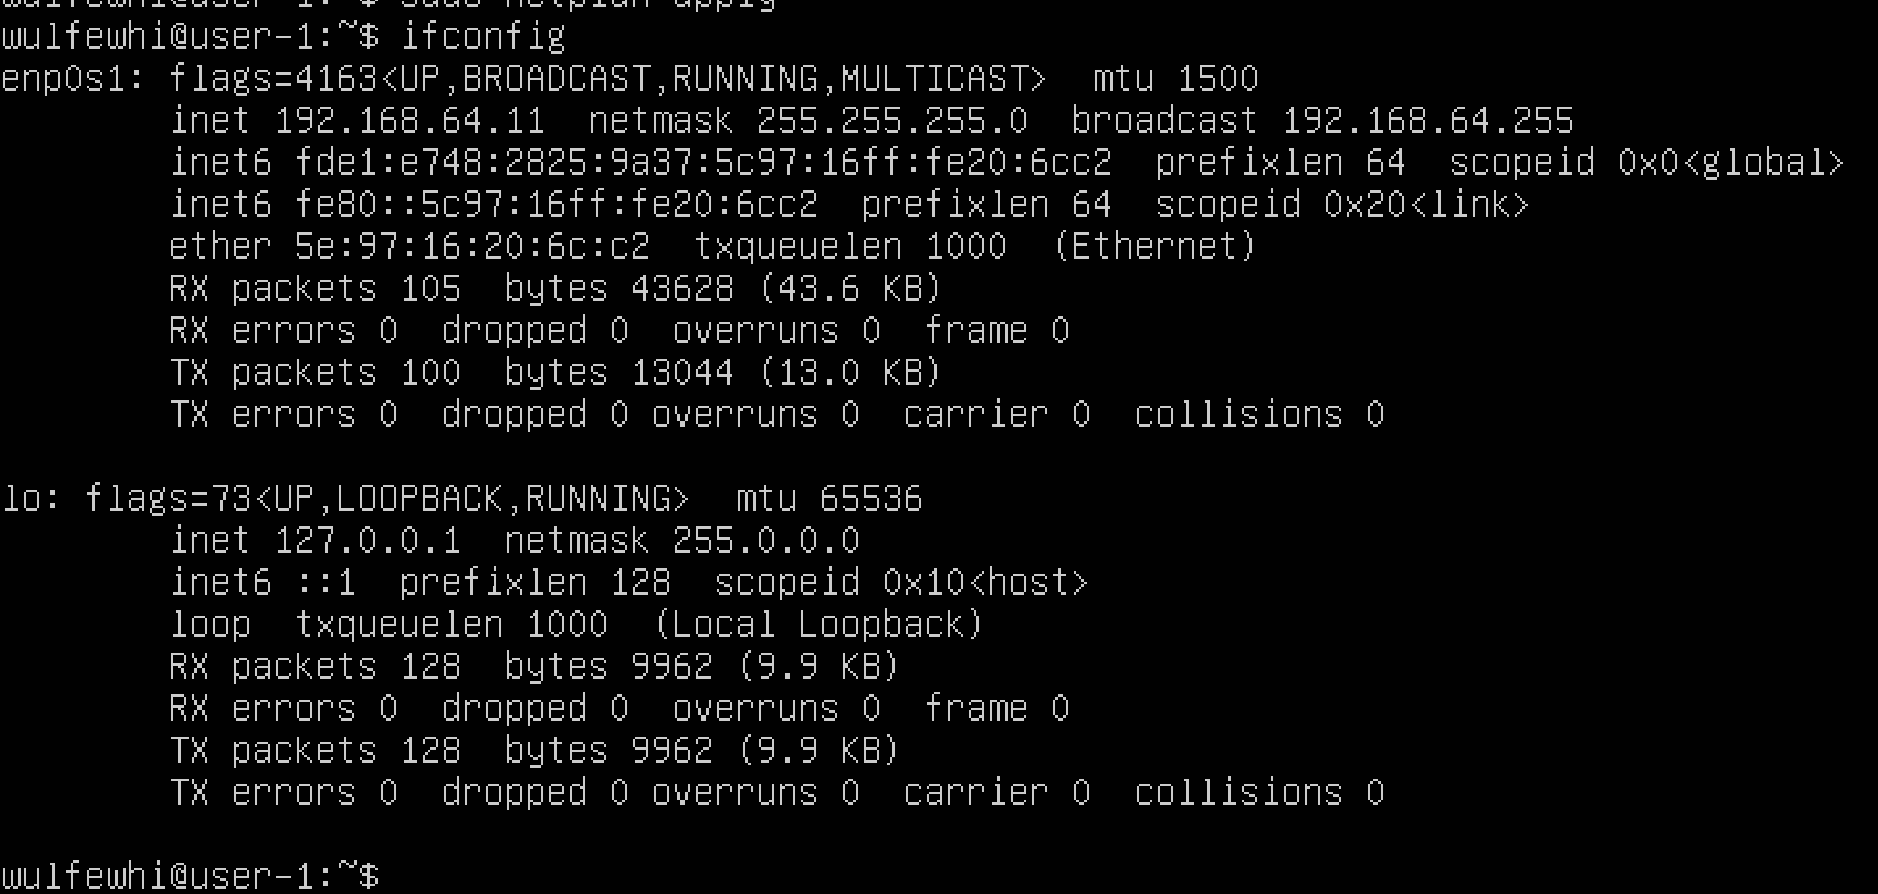 wulfewhi@user-1:~$ sudo netplan apply
wulfewhi@user-1:~$ ifconfig
enp0s1: flags=4163<UP,BROADCAST,RUNNING,MULTICAST>  mtu 1500
        inet 192.168.64.11  netmask 255.255.255.0  broadcast 192.168.64.255
        inet6 fde1:e748:2825:9a37:5c97:16ff:fe20:6cc2  prefixlen 64  scopeid 0x0<global>
        inet6 fe80::5c97:16ff:fe20:6cc2  prefixlen 64  scopeid 0x20<link>
        ether 5e:97:16:20:6c:c2  txqueuelen 1000  (Ethernet)
        RX packets 105  bytes 43628 (43.6 KB)
        RX errors 0  dropped 0  overruns 0  frame 0
        TX packets 100  bytes 13044 (13.0 KB)
        TX errors 0  dropped 0 overruns 0  carrier 0  collisions 0

lo: flags=73<UP,LOOPBACK,RUNNING>  mtu 65536
        inet 127.0.0.1  netmask 255.0.0.0
        inet6 ::1  prefixlen 128  scopeid 0x10<host>
        loop  txqueuelen 1000  (Local Loopback)
        RX packets 128  bytes 9962 (9.9 KB)
        RX errors 0  dropped 0  overruns 0  frame 0
        TX packets 128  bytes 9962 (9.9 KB)
        TX errors 0  dropped 0 overruns 0  carrier 0  collisions 0

wulfewhi@user-1:~$